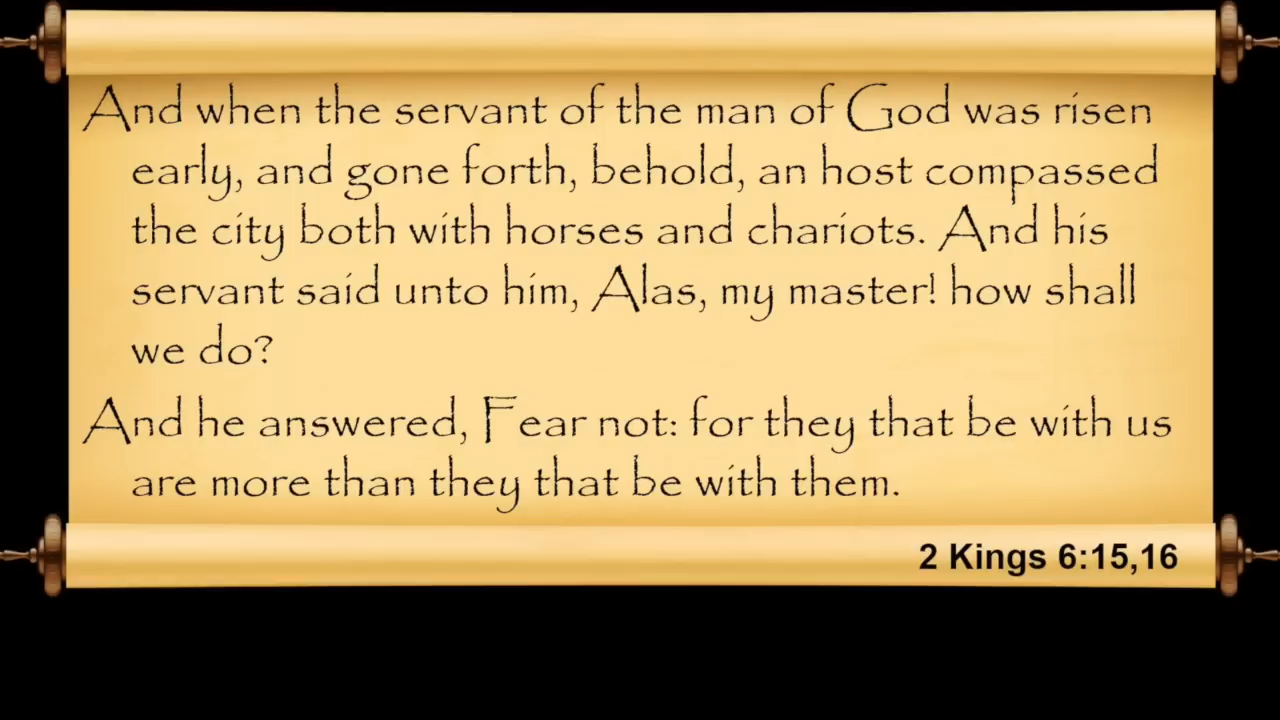 And when the servant of the man of God was risen
early, and gone forth, behold, an host compassed
the city both with horses and chariots. And his
servant said unto him, Alas, my master! how shall
we do?
And he answered, Fear not: for they that be with us
are more than they that be with them.
2 Kings 6:15,16